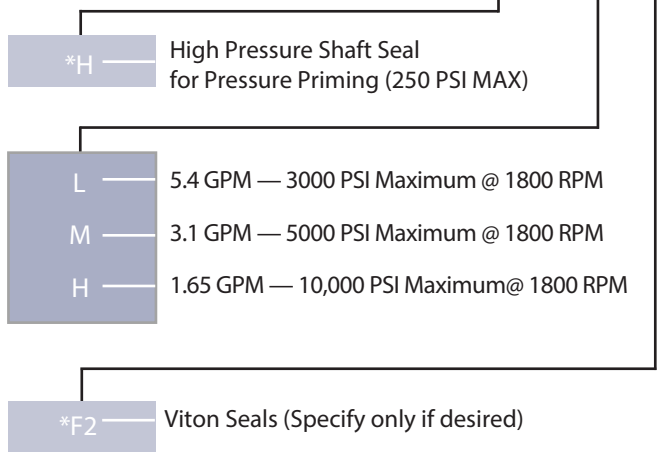 *H
High Pressure Shaft Seal
for Pressure Priming (250 PSI MAX)
L
5.4 GPM — 3000 PSI Maximum @ 1800 RPM
M
3.1 GPM — 5000 PSI Maximum @ 1800 RPM
H
1.65 GPM — 10,000 PSI Maximum@ 1800 RPM
*F2
Viton Seals (Specify only if desired)